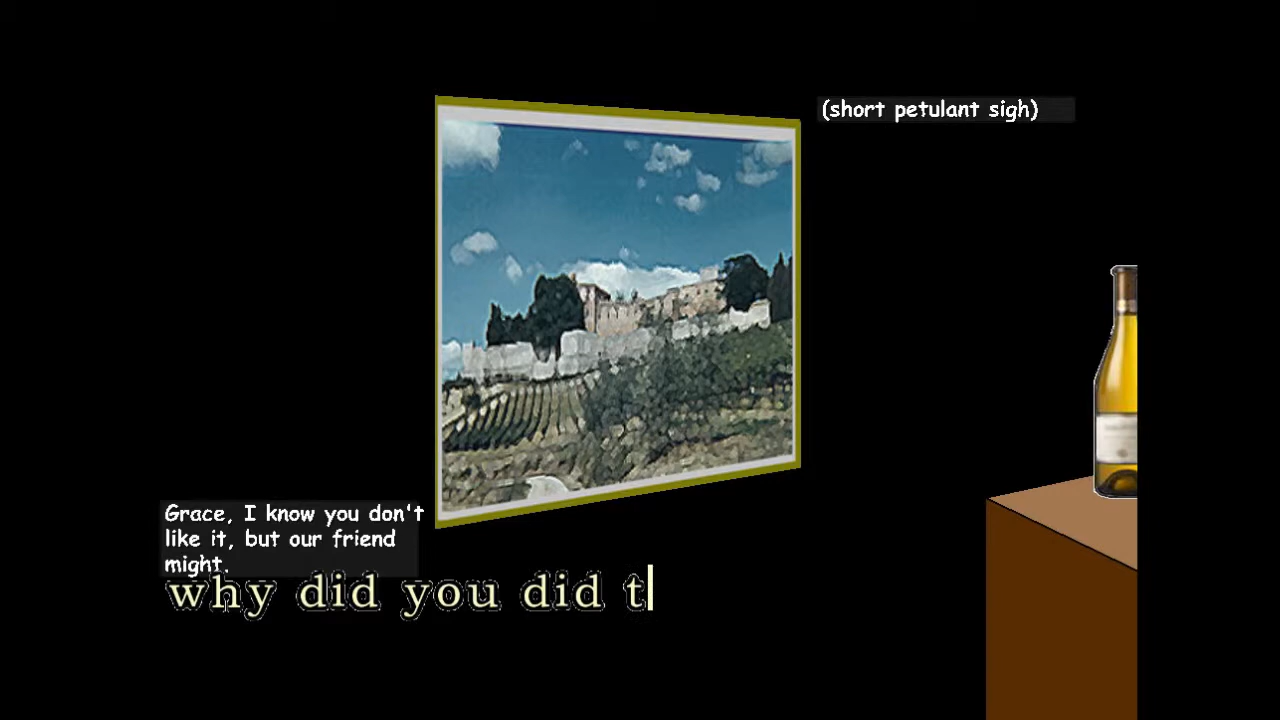 (short petulant sigh)
Grace, I know you don't
like it, but our friend
might.
why did you did t